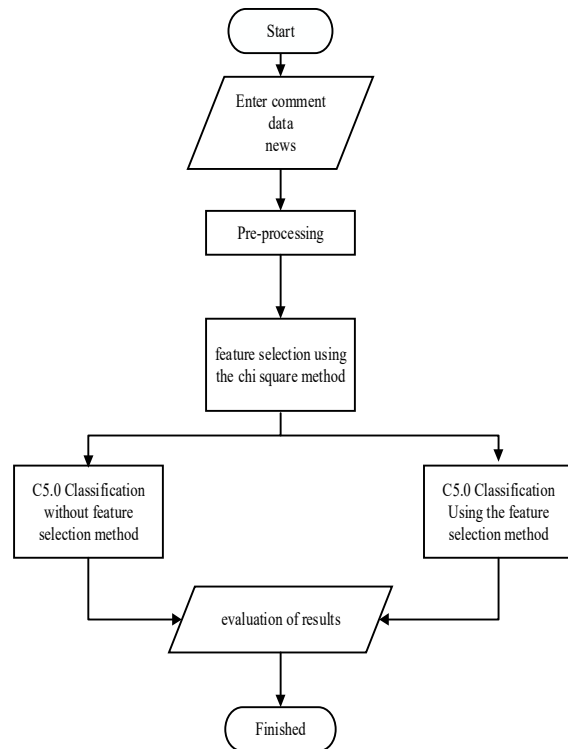 Start
Enter comment
data
news
Pre-processing
feature selection using
the chi square method
C5.0 Classification
without feature
selection method
C5.0 Classification
Using the feature
selection method
evaluation of results
Finished